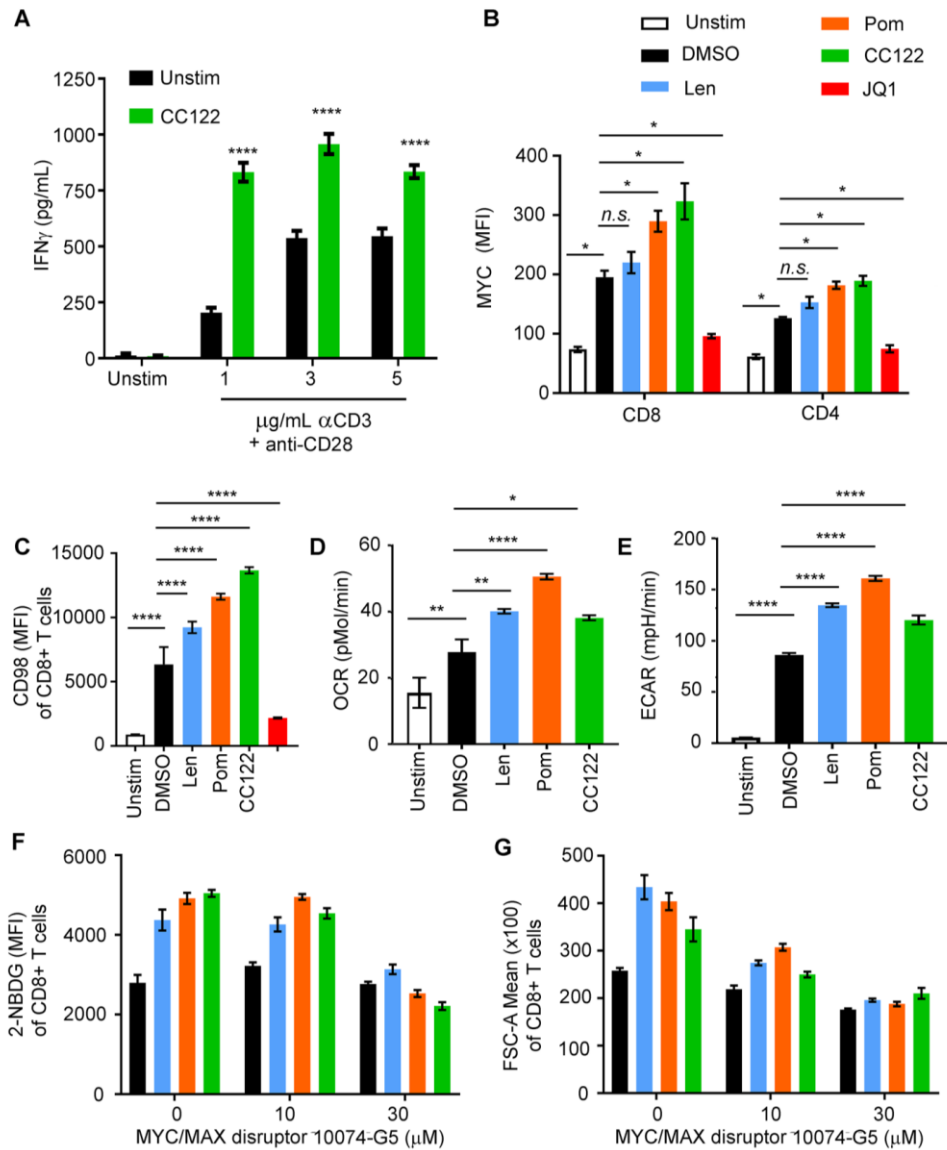 A
Unstim
CC122
IFNγ (pg/mL)
1250
1000
750
500
250
0
****
****
****
Unstim
1
3
5
μg/mL αCD3
+ anti-CD28
B
Unstim
DMSO
Len
Pom
CC122
JQ1
MYC (MFI)
400
300
200
100
0
*
*
*
n.s.
*
*
*
*
n.s.
*
CD8
CD4
C
CD98 (MFI)
of CD8+ T cells
15000
10000
5000
0
****
****
****
****
****
Unstim
DMSO
Len
Pom
CC122
D
OCR (pMol/min)
60
40
20
0
*
****
**
**
Unstim
DMSO
Len
Pom
CC122
E
ECAR (mpH/min)
200
150
100
50
0
****
****
****
****
Unstim
DMSO
Len
Pom
CC122
F
2-NBDG (MFI)
of CD8+ T cells
6000
4000
2000
0
0
10
30
MYC/MAX disruptor 10074-G5 (μM)
G
FSC-A Mean (x100)
of CD8+ T cells
500
400
300
200
100
0
0
10
30
MYC/MAX disruptor 10074-G5 (μM)